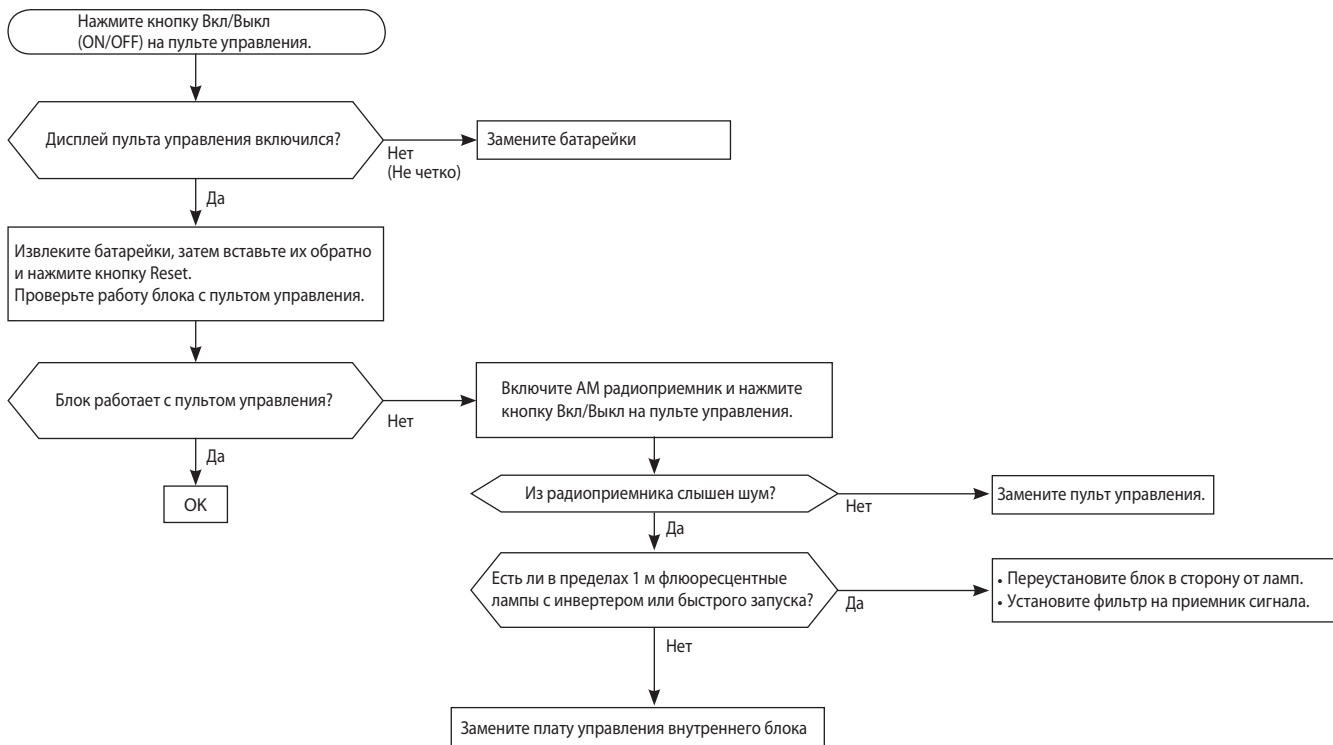 Нажмите кнопку Вкл/Выкл
(ON/OFF) на пульте управления.
Дисплей пульта управления включился?
Нет
(Не четко)
Замените батарейки
Да
Извлеките батарейки, затем вставьте их обратно
и нажмите кнопку Reset.
Проверьте работу блока с пультом управления.
Блок работает с пультом управления?
Нет
Включите АМ радиоприемник и нажмите
кнопку Вкл/Выкл на пульте управления.
Да
OK
Из радиоприемника слышен шум?
Нет
Замените пульт управления.
Да
Есть ли в пределах 1 м флюоресцентные
лампы с инвертером или быстрого запуска?
Да
• Переустановите блок в сторону от ламп.
• Установите фильтр на приемник сигнала.
Нет
Замените плату управления внутреннего блока